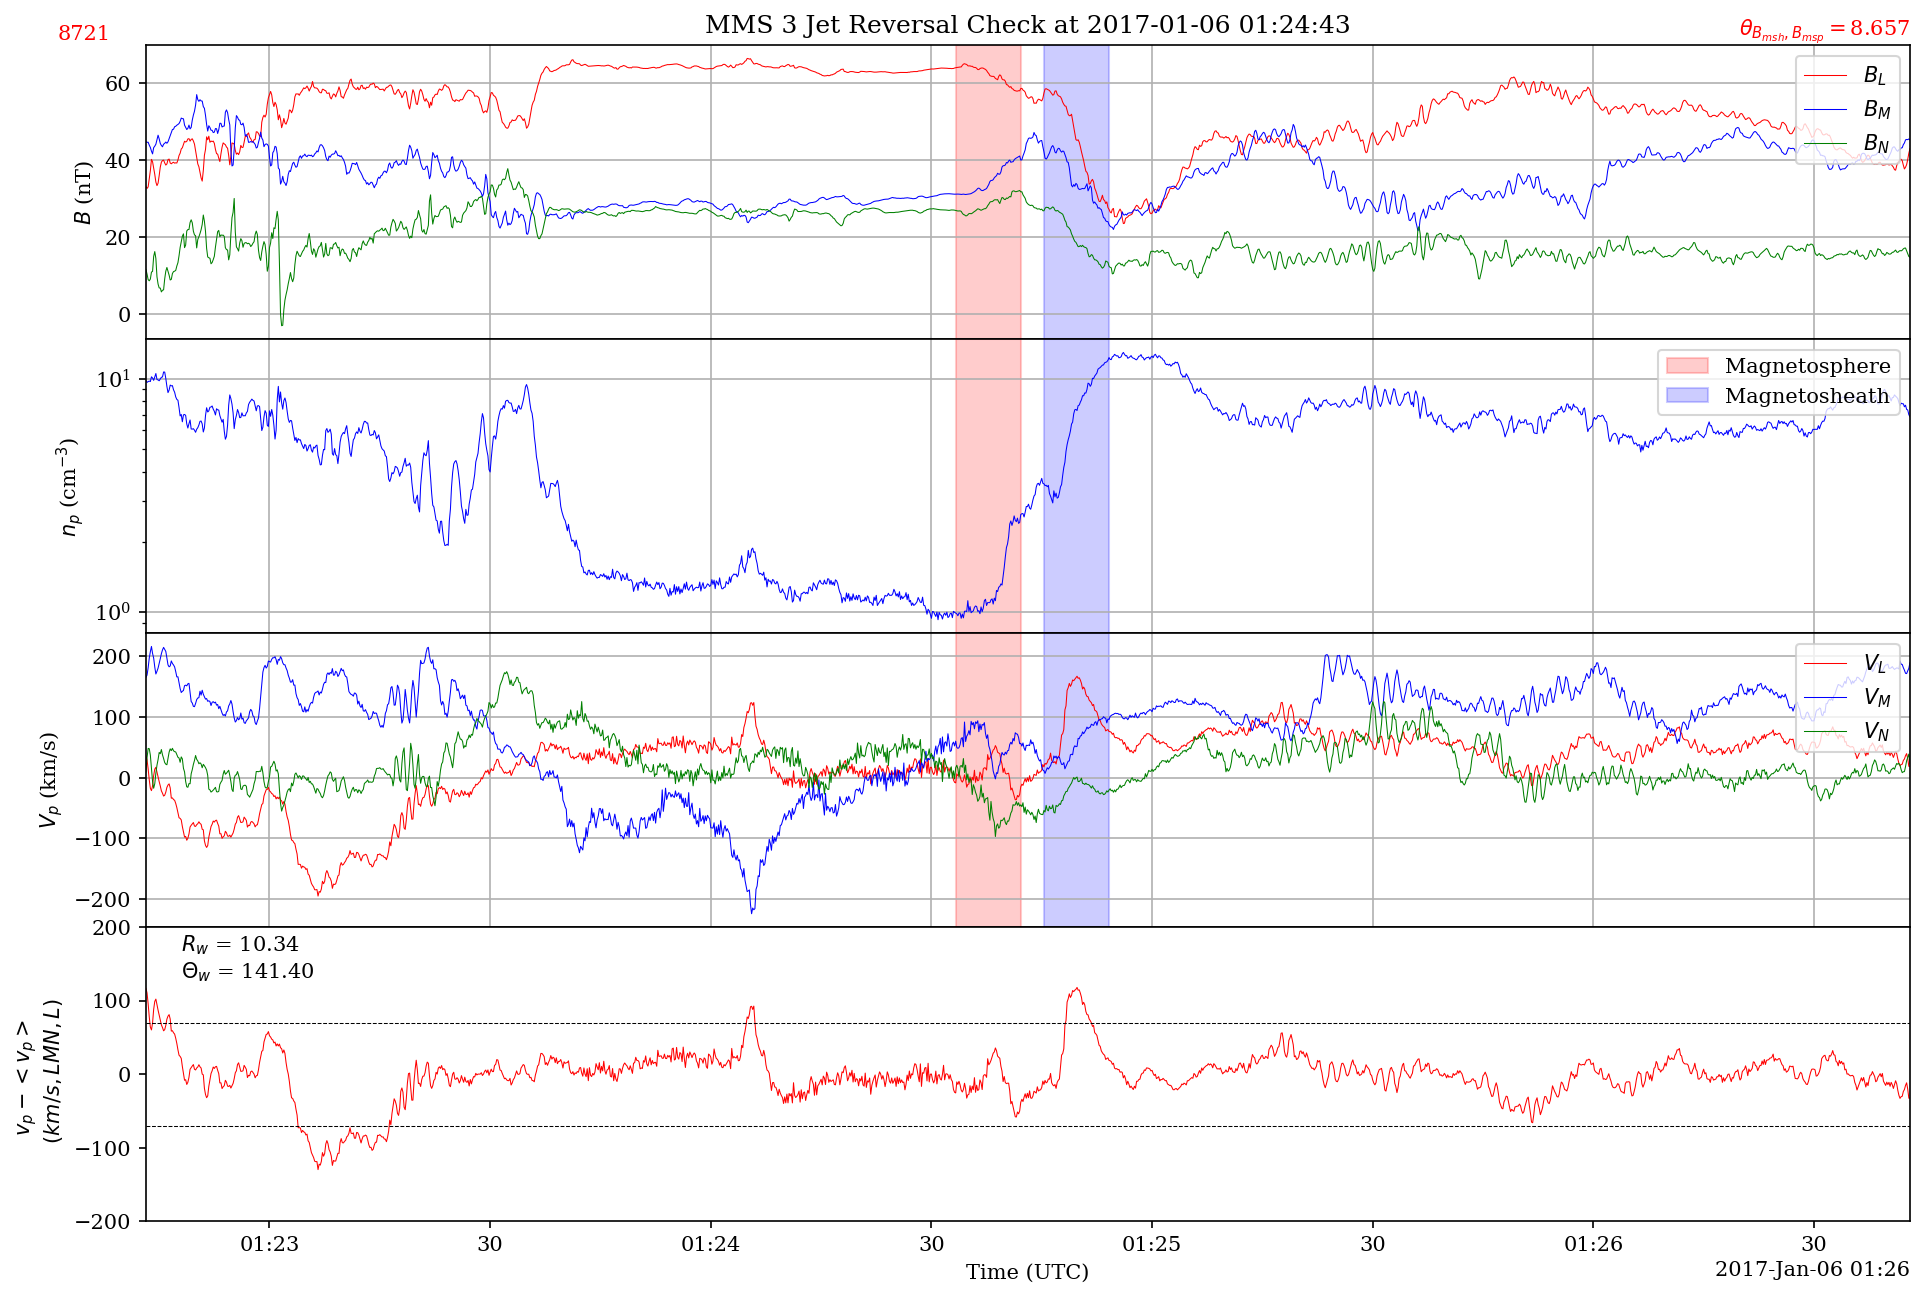 MMS 3 Jet Reversal Check at 2017-01-06 01:24:43
8721
θ_{B_{msh}, B_{msp}} = 8.657
B (nT)
60
40
20
0
B_L
B_M
B_N
n_p (cm^{−3})
10^1
10^0
Magnetosphere
Magnetosheath
V_p (km/s)
200
100
0
−100
−200
V_L
V_M
V_N
v_p − <v_p>
(km/s, LMN, L)
200
100
0
−100
−200
R_w = 10.34
Θ_w = 141.40
01:23
30
01:24
30
01:25
30
01:26
30
Time (UTC)
2017-Jan-06 01:26